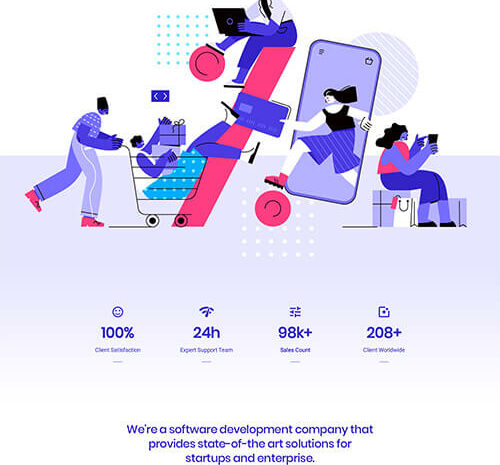 100% 24h 98k+ 208+
Client Satisfaction Expert Support Team Sales Count Client Worldwide
We're a software development company that
provides state-of-the art solutions for
startups and enterprise.